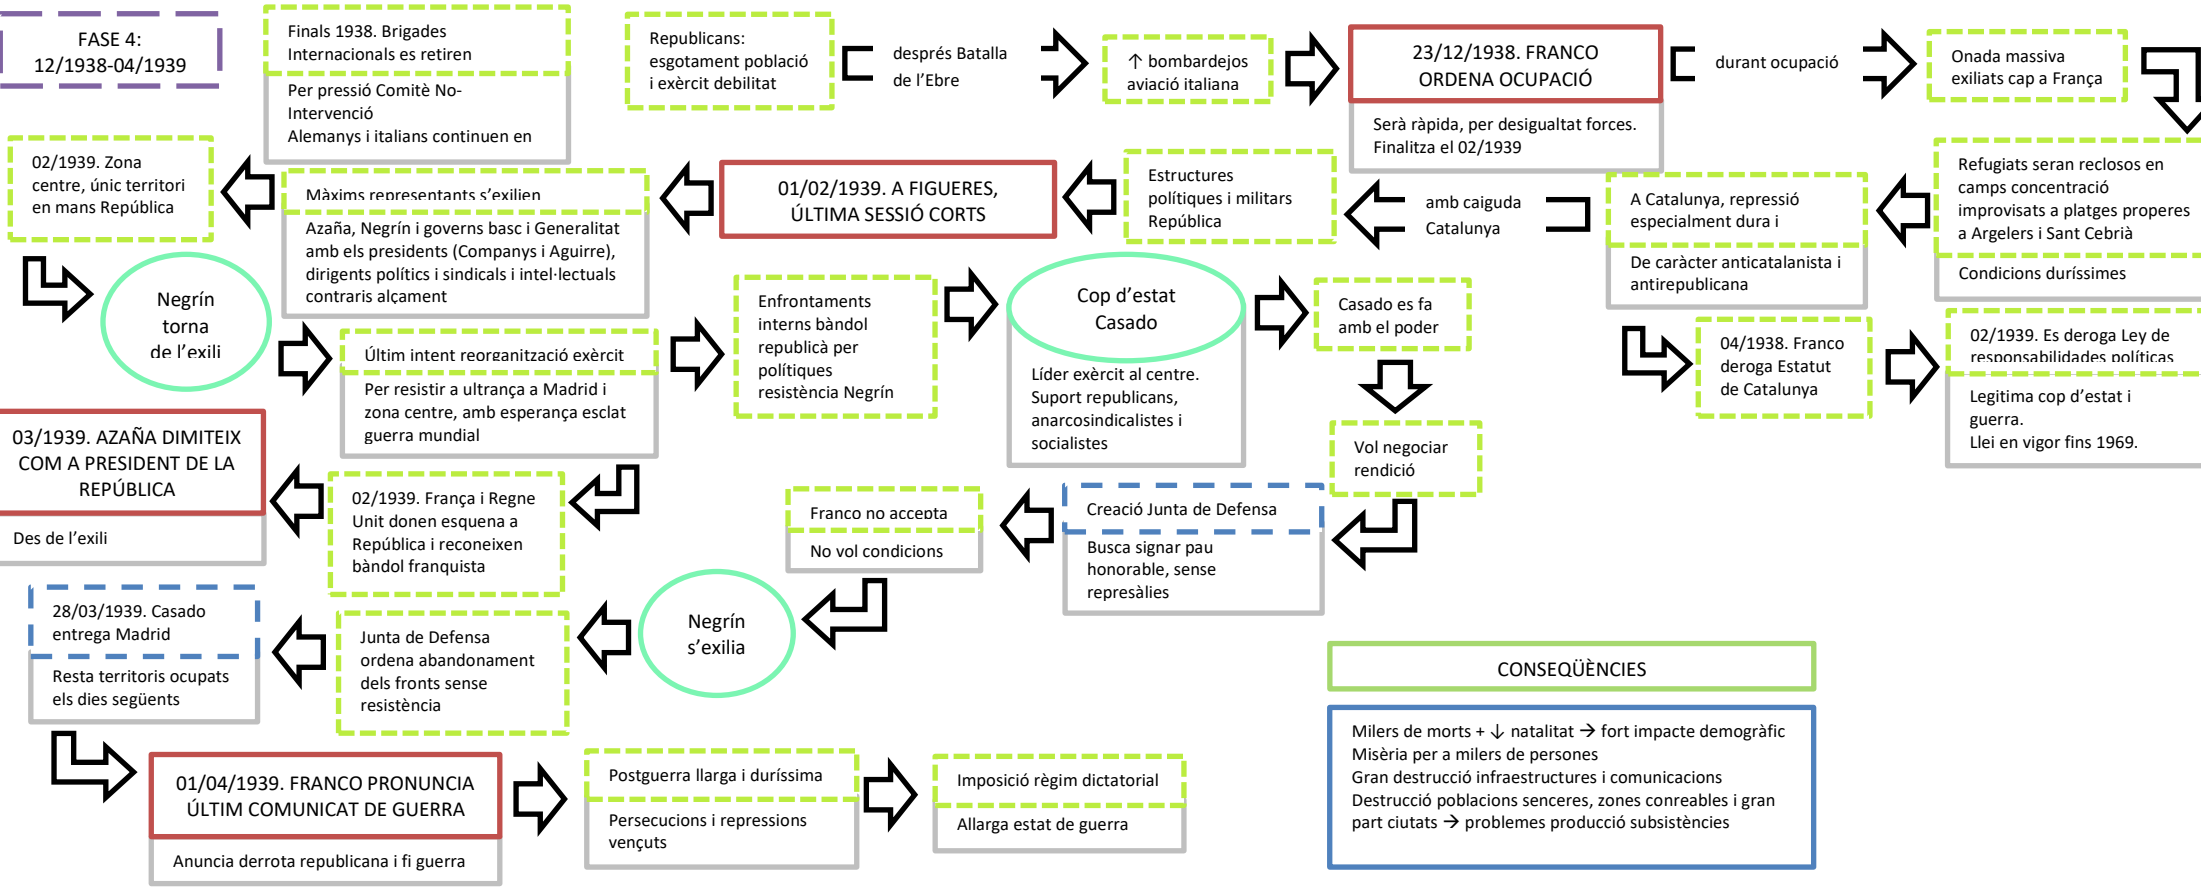 FASE 4:
12/1938-04/1939
Finals 1938. Brigades
Internacionals es retiren
Per pressió Comitè No-
Intervenció
Alemanys i italians continuen en
Republicans:
esgotament població
i exèrcit debilitat
després Batalla
de l’Ebre
↑ bombardejos
aviació italiana
23/12/1938. FRANCO
ORDENA OCUPACIÓ
Serà ràpida, per desigualtat forces.
Finalitza el 02/1939
durant ocupació
Onada massiva
exiliats cap a França
Refugiats seran reclosos en
camps concentració
improvisats a platges properes
a Argelers i Sant Cebrià
Condicions duríssimes
A Catalunya, repressió
especialment dura i
De caràcter anticatalanista i
antirepublicana
04/1938. Franco
deroga Estatut
de Catalunya
02/1939. Es deroga Ley de
responsabilidades políticas
Legitima cop d’estat i
guerra.
Llei en vigor fins 1969.
amb caiguda
Catalunya
Estructures
polítiques i militars
República
01/02/1939. A FIGUERES,
ÚLTIMA SESSIÓ CORTS
Màxims representants s’exilien
Azaña, Negrín i governs basc i Generalitat
amb els presidents (Companys i Aguirre),
dirigents polítics i sindicals i intel·lectuals
contraris alçament
02/1939. Zona
centre, únic territori
en mans República
Negrín
torna
de l’exili
Últim intent reorganització exèrcit
Per resistir a ultrança a Madrid i
zona centre, amb esperança esclat
guerra mundial
Enfrontaments
interns bàndol
republicà per
polítiques
resistència Negrín
Cop d’estat
Casado
Líder exèrcit al centre.
Suport republicans,
anarcosindicalistes i
socialistes
Casado es fa
amb el poder
Vol negociar
rendició
Creació Junta de Defensa
Busca signar pau
honorable, sense
represàlies
Franco no accepta
No vol condicions
02/1939. França i Regne
Unit donen esquena a
República i reconeixen
bàndol franquista
03/1939. AZAÑA DIMITEIX
COM A PRESIDENT DE LA
REPÚBLICA
Des de l’exili
Negrín
s’exilia
Junta de Defensa
ordena abandonament
dels fronts sense
resistència
28/03/1939. Casado
entrega Madrid
Resta territoris ocupats
els dies següents
01/04/1939. FRANCO PRONUNCIA
ÚLTIM COMUNICAT DE GUERRA
Anuncia derrota republicana i fi guerra
Postguerra llarga i duríssima
Persecucions i repressions
vençuts
Imposició règim dictatorial
Allarga estat de guerra
CONSEQÜÈNCIES
Milers de morts + ↓ natalitat → fort impacte demogràfic
Misèria per a milers de persones
Gran destrucció infraestructures i comunicacions
Destrucció poblacions senceres, zones conreables i gran
part ciutats → problemes producció subsistències